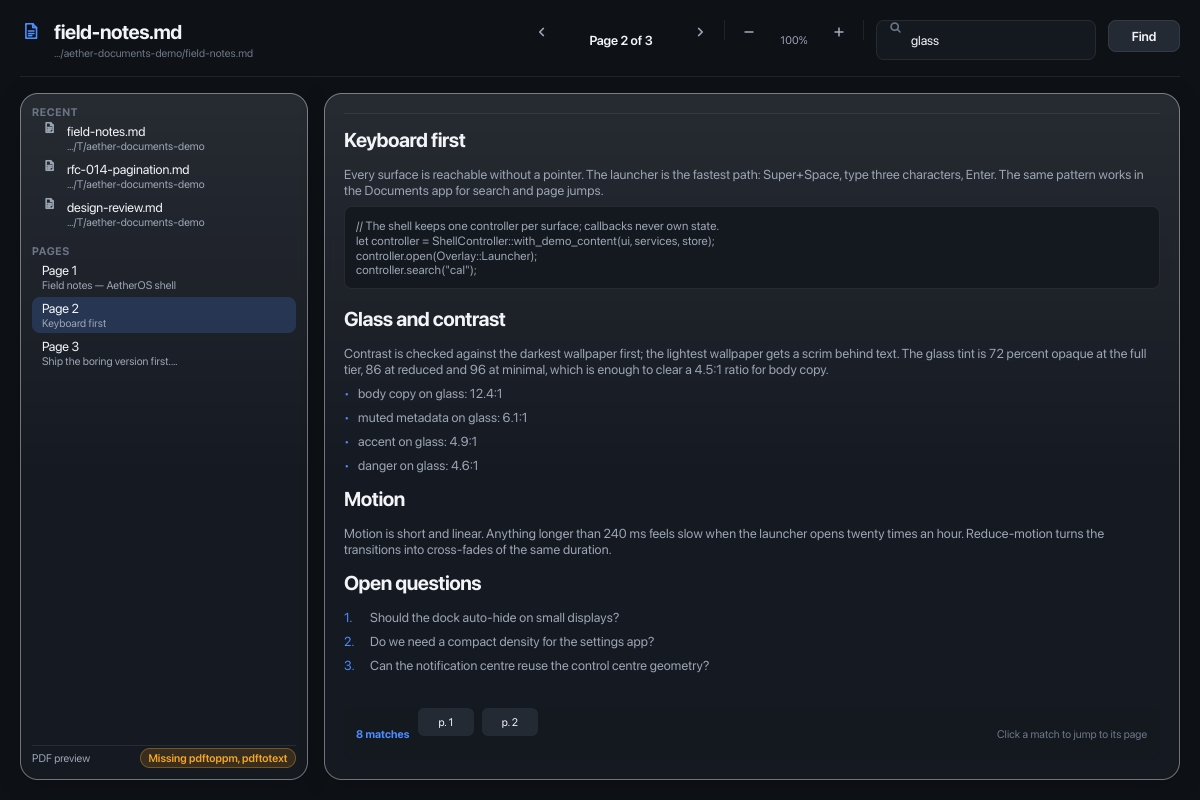 field-notes.md
.../aether-documents-demo/field-notes.md
Page 2 of 3
100%
glass
Find
RECENT
field-notes.md
.../T/aether-documents-demo
rfc-014-pagination.md
.../T/aether-documents-demo
design-review.md
.../T/aether-documents-demo
PAGES
Page 1
Field notes — AetherOS shell
Page 2
Keyboard first
Page 3
Ship the boring version first....
PDF preview
Missing pdftoppm, pdftotext
Keyboard first
Every surface is reachable without a pointer. The launcher is the fastest path: Super+Space, type three characters, Enter. The same pattern works in
the Documents app for search and page jumps.
// The shell keeps one controller per surface; callbacks never own state.
let controller = ShellController::with_demo_content(ui, services, store);
controller.open(Overlay::Launcher);
controller.search("cal");
Glass and contrast
Contrast is checked against the darkest wallpaper first; the lightest wallpaper gets a scrim behind text. The glass tint is 72 percent opaque at the full
tier, 86 at reduced and 96 at minimal, which is enough to clear a 4.5:1 ratio for body copy.
• body copy on glass: 12.4:1
• muted metadata on glass: 6.1:1
• accent on glass: 4.9:1
• danger on glass: 4.6:1
Motion
Motion is short and linear. Anything longer than 240 ms feels slow when the launcher opens twenty times an hour. Reduce-motion turns the
transitions into cross-fades of the same duration.
Open questions
1. Should the dock auto-hide on small displays?
2. Do we need a compact density for the settings app?
3. Can the notification centre reuse the control centre geometry?
8 matches
p. 1
p. 2
Click a match to jump to its page